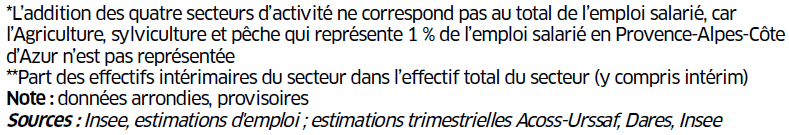 *L'addition des quatre secteurs d'activité ne correspond pas au total de l'emploi salarié, car
l'Agriculture, sylviculture et pêche qui représente 1 % de l'emploi salarié en Provence-Alpes-Côte
d'Azur n'est pas représentée
**Part des effectifs intérimaires du secteur dans l'effectif total du secteur (y compris intérim)
Note : données arrondies, provisoires
Sources : Insee, estimations d'emploi ; estimations trimestrielles Acoss-Urssaf, Dares, Insee